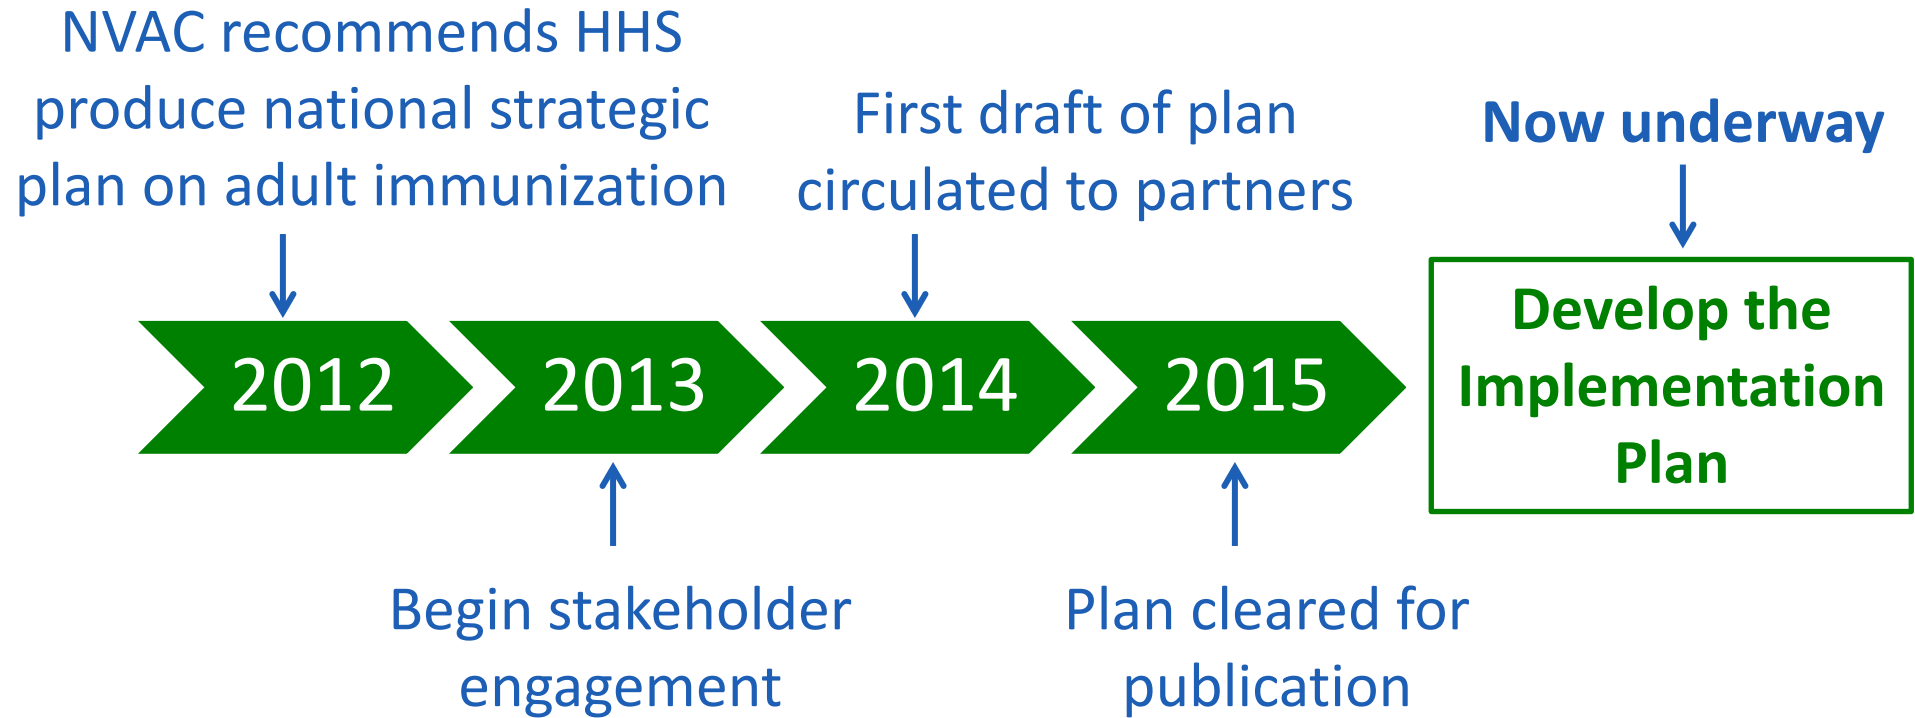 NVAC recommends HHS
produce national strategic
plan on adult immunization
First draft of plan
circulated to partners
Now underway
2012
2013
2014
2015
Develop the
Implementation
Plan
Begin stakeholder
engagement
Plan cleared for
publication